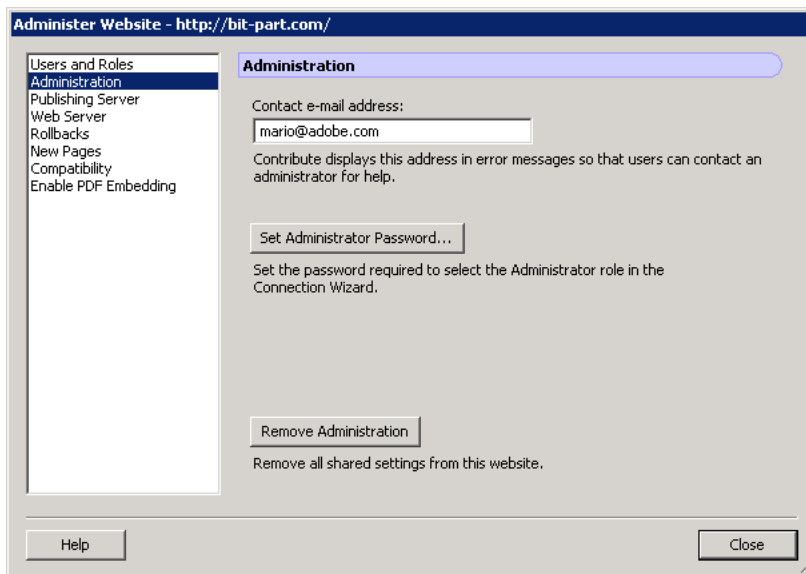 Administer Website - http://bit-part.com/
Users and Roles
Administration
Publishing Server
Web Server
Rollbacks
New Pages
Compatibility
Enable PDF Embedding
Administration
Contact e-mail address:
mario@adobe.com
Contribute displays this address in error messages so that users can contact an
administrator for help.
Set Administrator Password...
Set the password required to select the Administrator role in the
Connection Wizard.
Remove Administration
Remove all shared settings from this website.
Help
Close